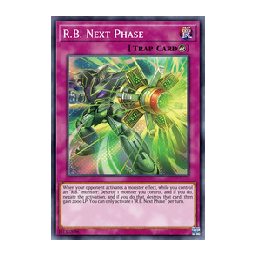 R.B. Next Phase
[Trap Card
When your opponent activates a monster effect, while you control
an "R.B." monster: Destroy 1 monster you control, and if you do,
negate the activation, and if you do that, destroy that card, then
gain 2000 LP. You can only activate 1 "R.B. Next Phase" per turn.